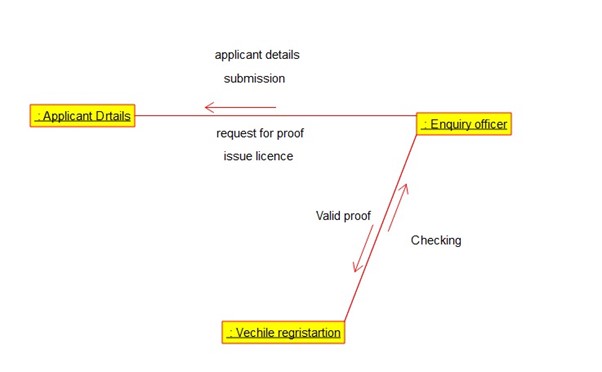 applicant details
submission
: Applicant Drtails
: Enquiry officer
request for proof
issue licence
Valid proof
Checking
: Vechile regristartion